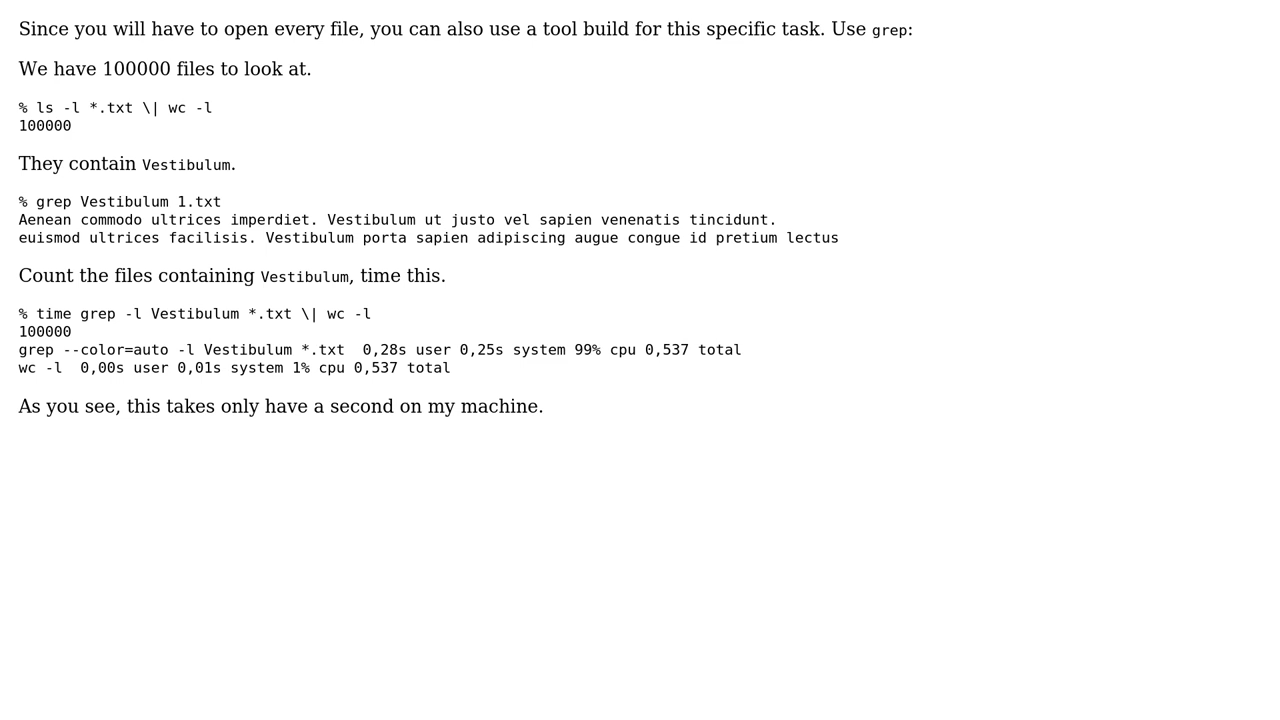 Since you will have to open every file, you can also use a tool build for this specific task. Use grep:
We have 100000 files to look at.
% ls -l *.txt \| wc -l
100000
They contain Vestibulum.
% grep Vestibulum 1.txt
Aenean commodo ultrices imperdiet. Vestibulum ut justo vel sapien venenatis tincidunt.
euismod ultrices facilisis. Vestibulum porta sapien adipiscing augue congue id pretium lectus
Count the files containing Vestibulum, time this.
% time grep -l Vestibulum *.txt \| wc -l
100000
grep --color=auto -l Vestibulum *.txt  0,28s user 0,25s system 99% cpu 0,537 total
wc -l  0,00s user 0,01s system 1% cpu 0,537 total
As you see, this takes only have a second on my machine.